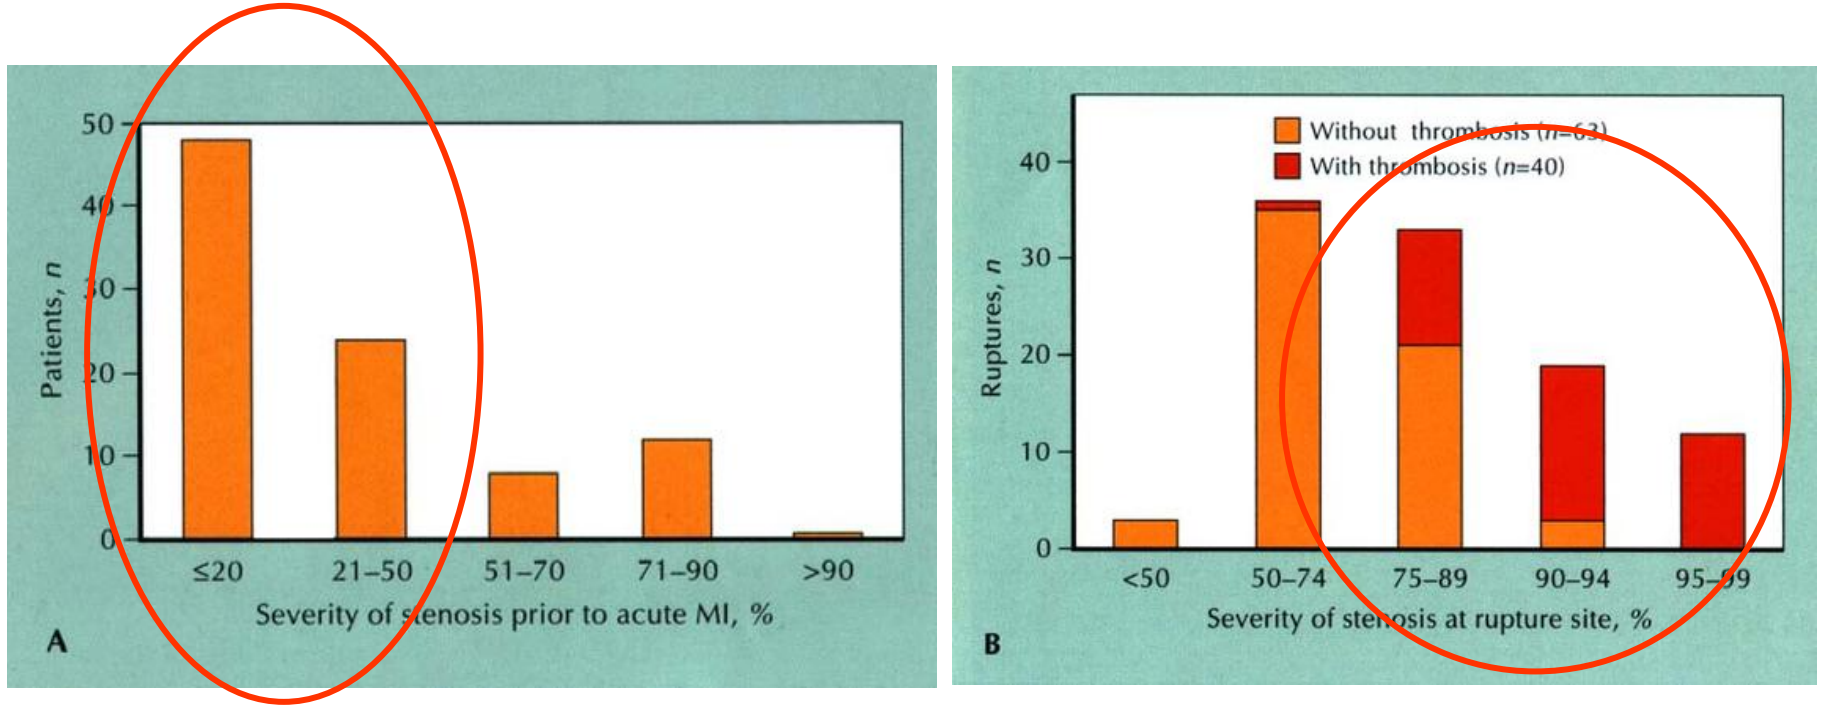 50
40
30
20
10
0
Patients, n
≤20 21–50 51–70 71–90 >90
Severity of stenosis prior to acute MI, %
A
Without thrombosis (n=63)
With thrombosis (n=40)
40
30
20
10
0
Ruptures, n
<50 50–74 75–89 90–94 95–99
Severity of stenosis at rupture site, %
B